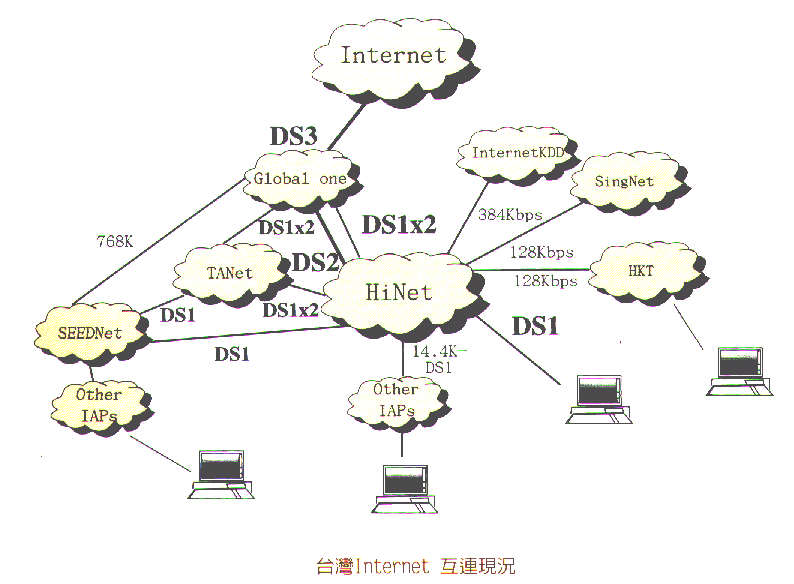 Internet
DS3
InternetKDD
Global one
SingNet
384Kbps
DS1x2
DS1x2
768K
128Kbps
DS2
TANet
HKT
128Kbps
HiNet
DS1x2
DS1
DS1
SEEDNet
DS1
14.4K-
DS1
Other
IAPs
Other
IAPs
台灣Internet 互連現況